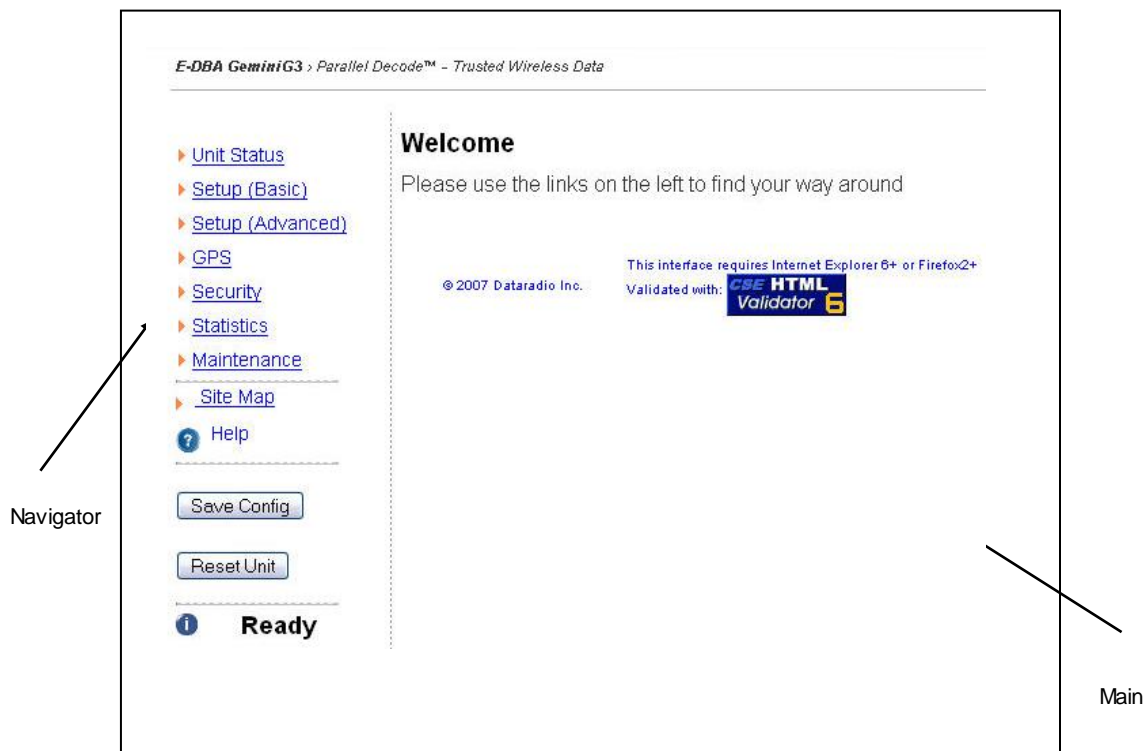 E-DBA GeminiG3 › Parallel Decode™ – Trusted Wireless Data
Unit Status
Setup (Basic)
Setup (Advanced)
GPS
Security
Statistics
Maintenance
Site Map
? Help
Save Config
Reset Unit
i Ready
Welcome
Please use the links on the left to find your way around
© 2007 Dataradio Inc.
This interface requires Internet Explorer 6+ or Firefox2+
Validated with: CSE HTML Validator 6
Navigator
Main